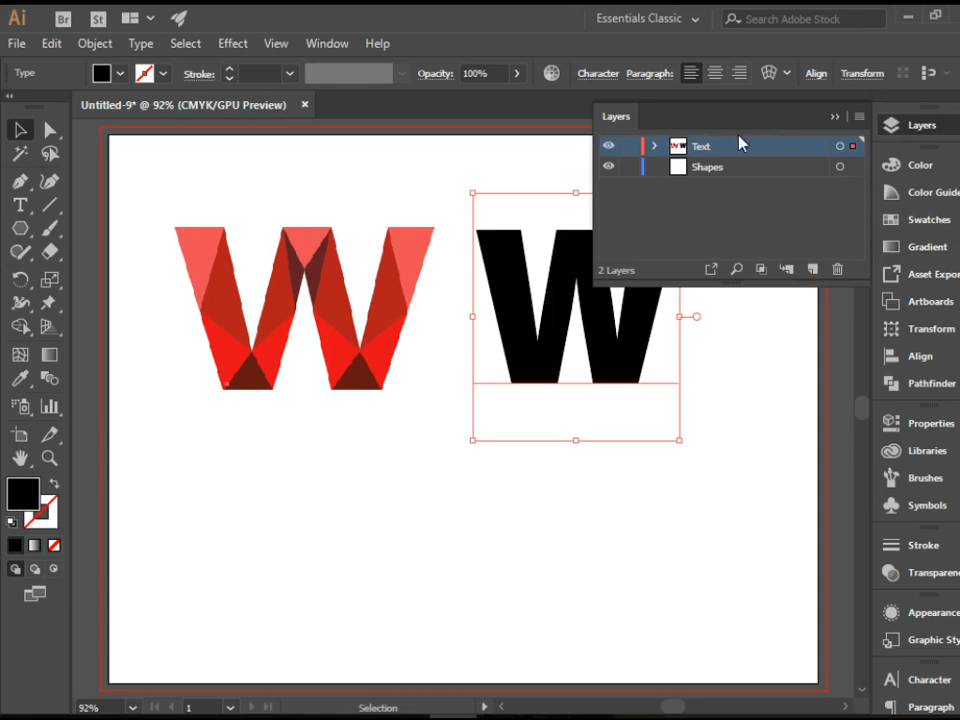 Ai Br St Essentials Classic Search Adobe Stock
File Edit Object Type Select Effect View Window Help
Type Stroke: Opacity: 100% Character Paragraph: Align Transform
Untitled-9* @ 92% (CMYK/GPU Preview) ×
Layers
Text
Shapes
2 Layers
W W
Layers
Color
Color Guide
Swatches
Gradient
Asset Expo
Artboards
Transform
Align
Pathfinder
Properties
Libraries
Brushes
Symbols
Stroke
Transparen
Appearance
Graphic Sty
Character
Paragraph
92% 1 Selection